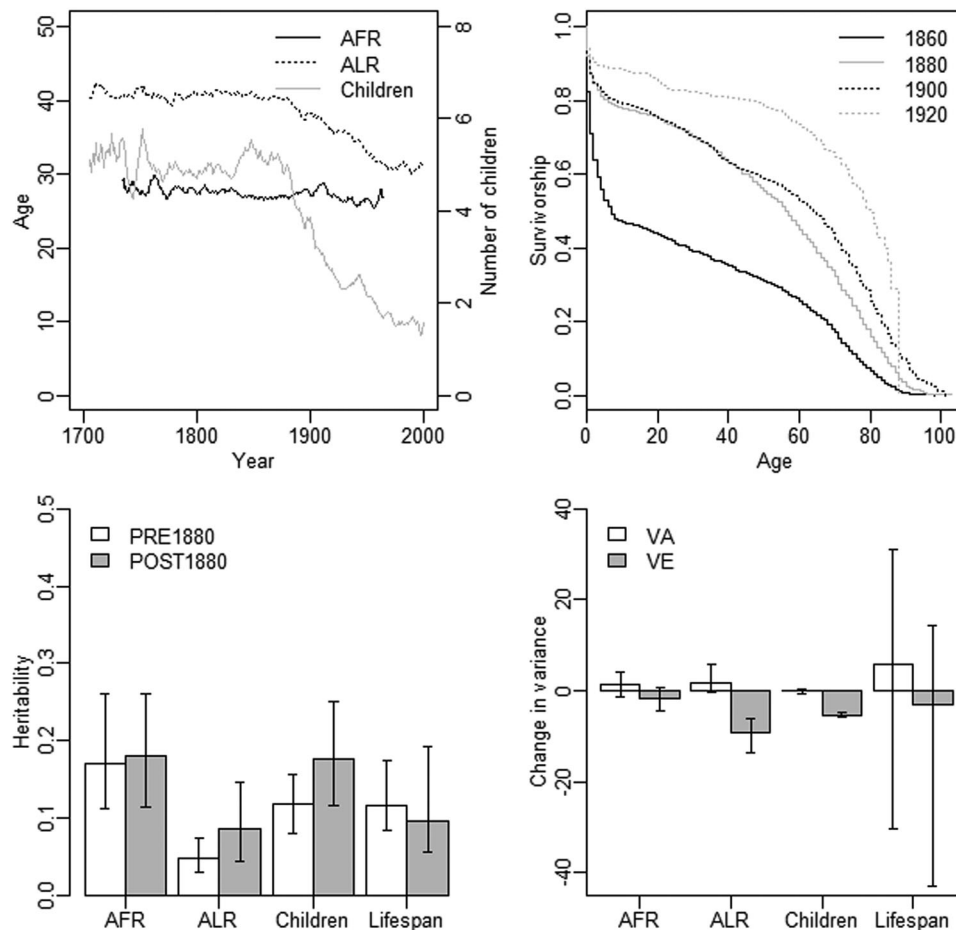 50
40
30
20
10
0
Age
AFR
ALR
Children
8
6
4
2
0
Number of children
1700 1800 1900 2000
Year
1.0
0.8
0.6
0.4
0.2
0.0
Survivorship
1860
1880
1900
1920
0 20 40 60 80 100
Age
0.5
0.4
0.3
0.2
0.1
0.0
Heritability
PRE1880
POST1880
AFR ALR Children Lifespan
40
20
0
-20
-40
Change in variance
VA
VE
AFR ALR Children Lifespan